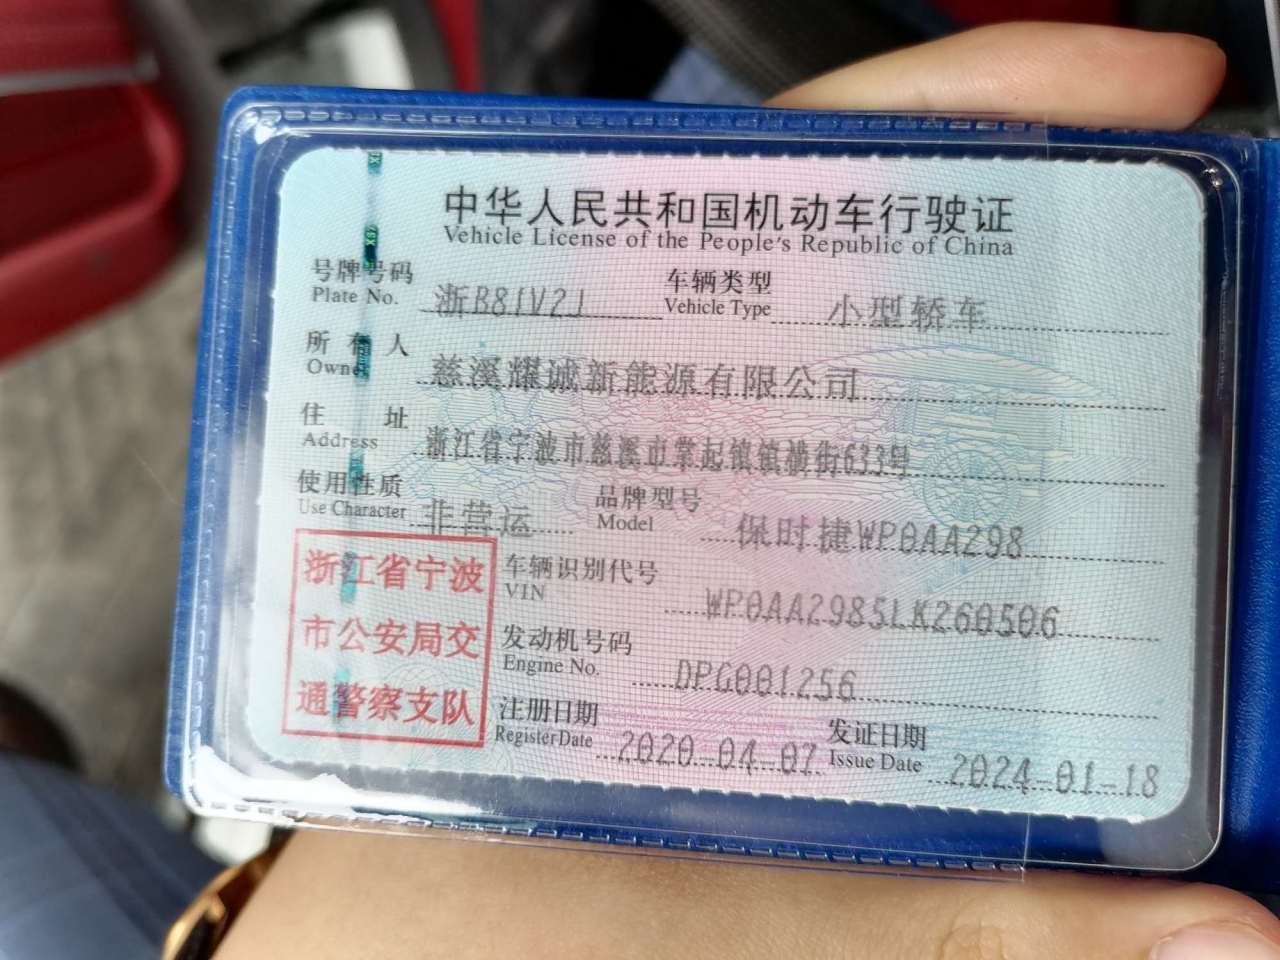 中华人民共和国机动车行驶证
Vehicle License of the People's Republic of China
号牌号码 浙B81V2J 车辆类型 小型轿车
Plate No. Vehicle Type
所有人 慈溪耀诚新能源有限公司
Owner
住址 浙江省宁波市慈溪市掌起镇镇横街633号
Address
使用性质 非营运 品牌型号 保时捷WP0AA298
Use Character Model
浙江省宁波
市公安局交
通警察支队
车辆识别代号 WP0AA2985LK260506
VIN
发动机号码 DPG001256
Engine No.
注册日期 2020-04-07 发证日期 2024-01-18
Register Date Issue Date